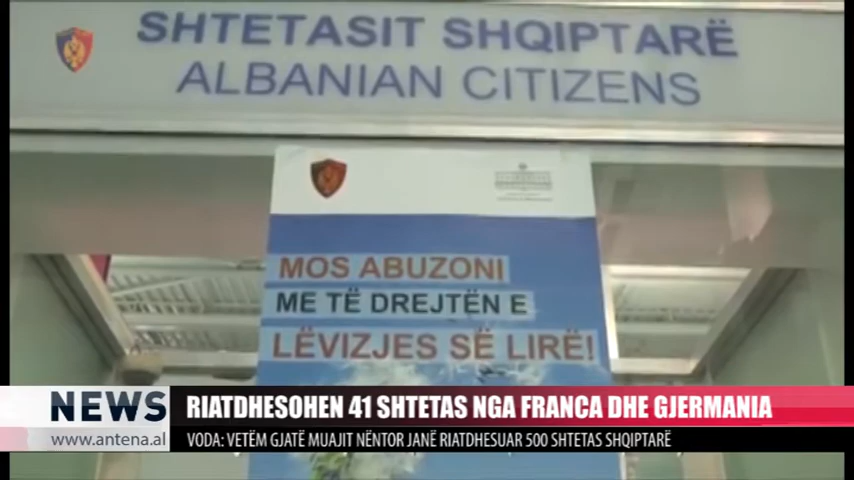 SHTETASIT SHQIPTARË
ALBANIAN CITIZENS
MOS ABUZONI
ME TË DREJTËN E
LËVIZJES SË LIRË!
NEWS
www.antena.al
RIATDHESOHEN 41 SHTETAS NGA FRANCA DHE GJERMANIA
VODA: VETËM GJATË MUAJIT NËNTOR JANË RIATDHESUAR 500 SHTETAS SHQIPTARË